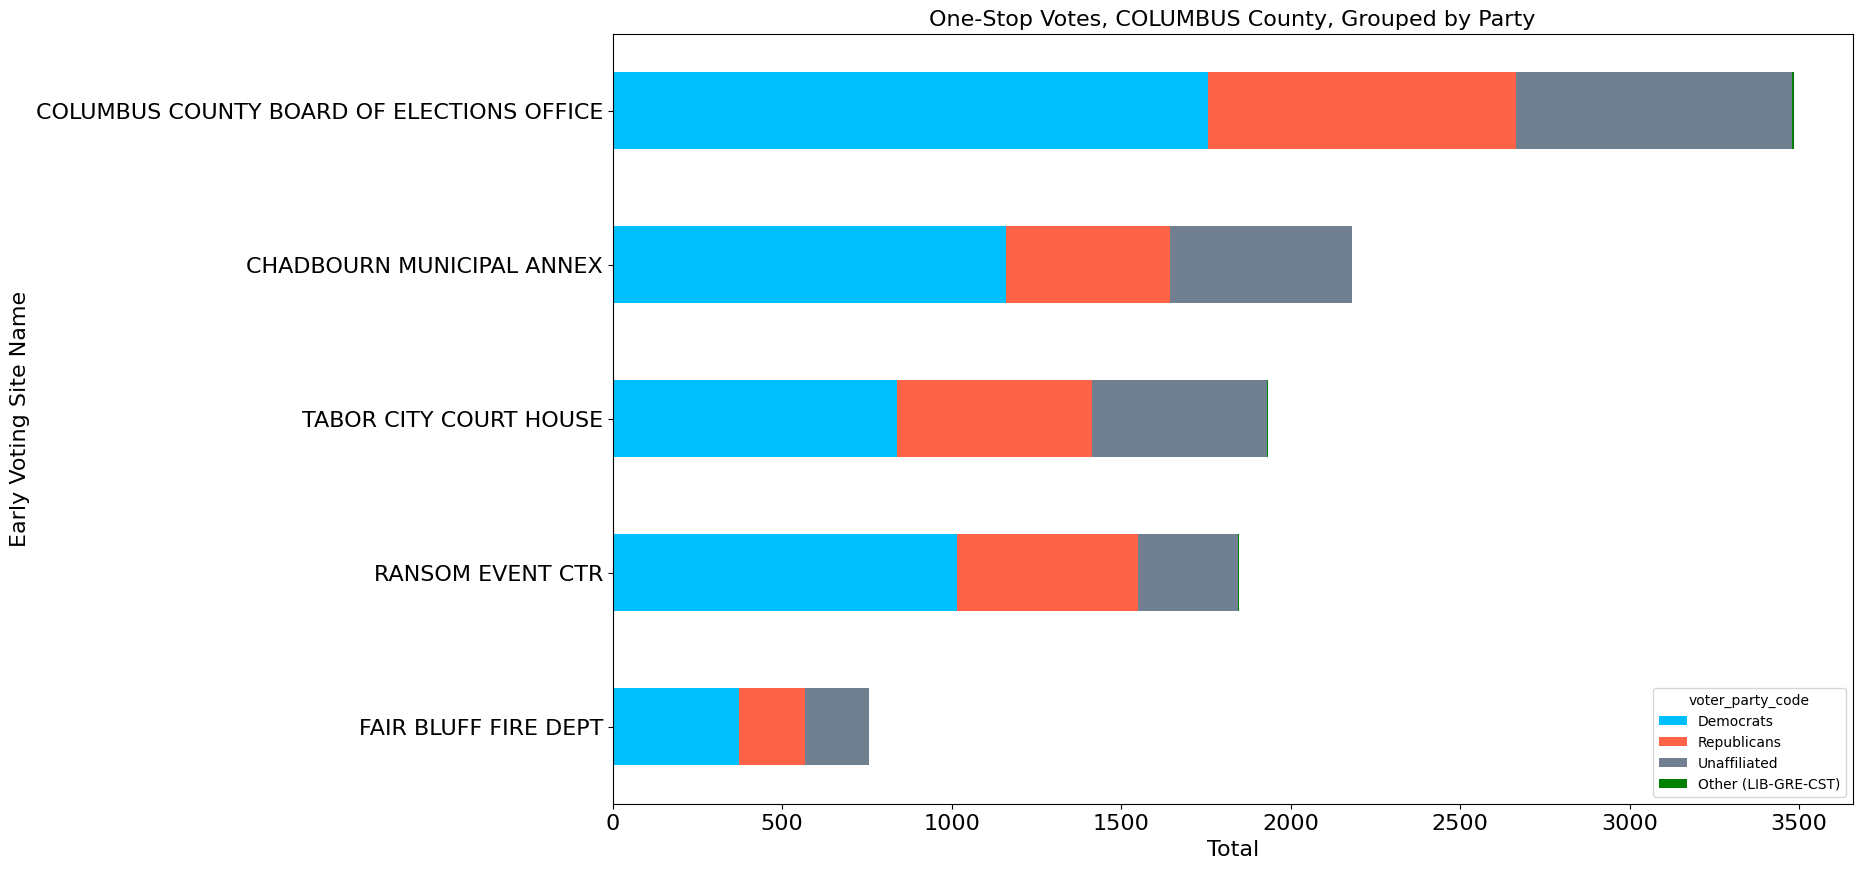 One-Stop Votes, COLUMBUS County, Grouped by Party
Early Voting Site Name
COLUMBUS COUNTY BOARD OF ELECTIONS OFFICE
CHADBOURN MUNICIPAL ANNEX
TABOR CITY COURT HOUSE
RANSOM EVENT CTR
FAIR BLUFF FIRE DEPT
voter_party_code
Democrats
Republicans
Unaffiliated
Other (LIB-GRE-CST)
0 500 1000 1500 2000 2500 3000 3500
Total